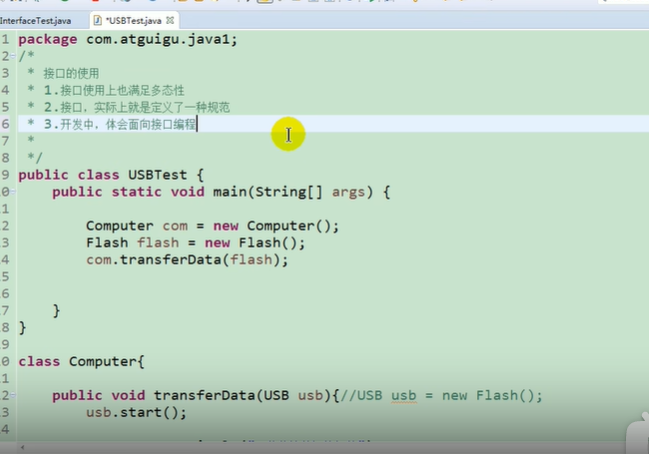 InterfaceTest.java
*USBTest.java
1 package com.atguigu.java1;
2 /*
3  * 接口的使用
4  * 1.接口使用上也满足多态性
5  * 2.接口，实际上就是定义了一种规范
6  * 3.开发中，体会面向接口编程
7  *
8  */
9 public class USBTest {
0     public static void main(String[] args) {
1
2         Computer com = new Computer();
3         Flash flash = new Flash();
4         com.transferData(flash);
5
6
7     }
8 }
9
0 class Computer{
1
2     public void transferData(USB usb){//USB usb = new Flash();
3         usb.start();
4